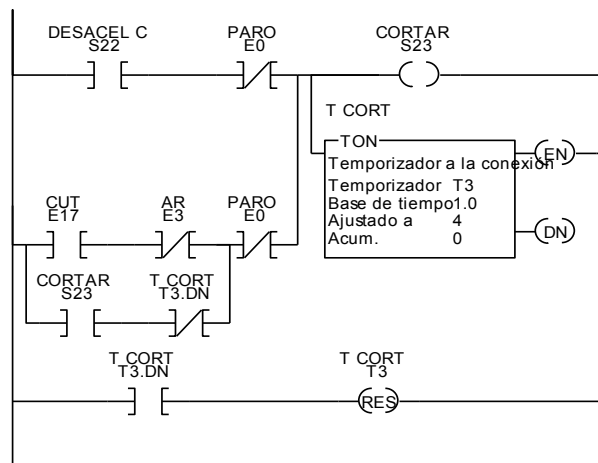 DESACEL C
S22
PARO
E0
CORTAR
S23
T CORT
TON
EN
Temporizador a la conexión
Temporizador T3
Base de tiempo1.0
Ajustado a 4
Acum. 0
DN
CUT
E17
AR
E3
PARO
E0
CORTAR
S23
T CORT
T3.DN
T CORT
T3.DN
T CORT
T3
RES